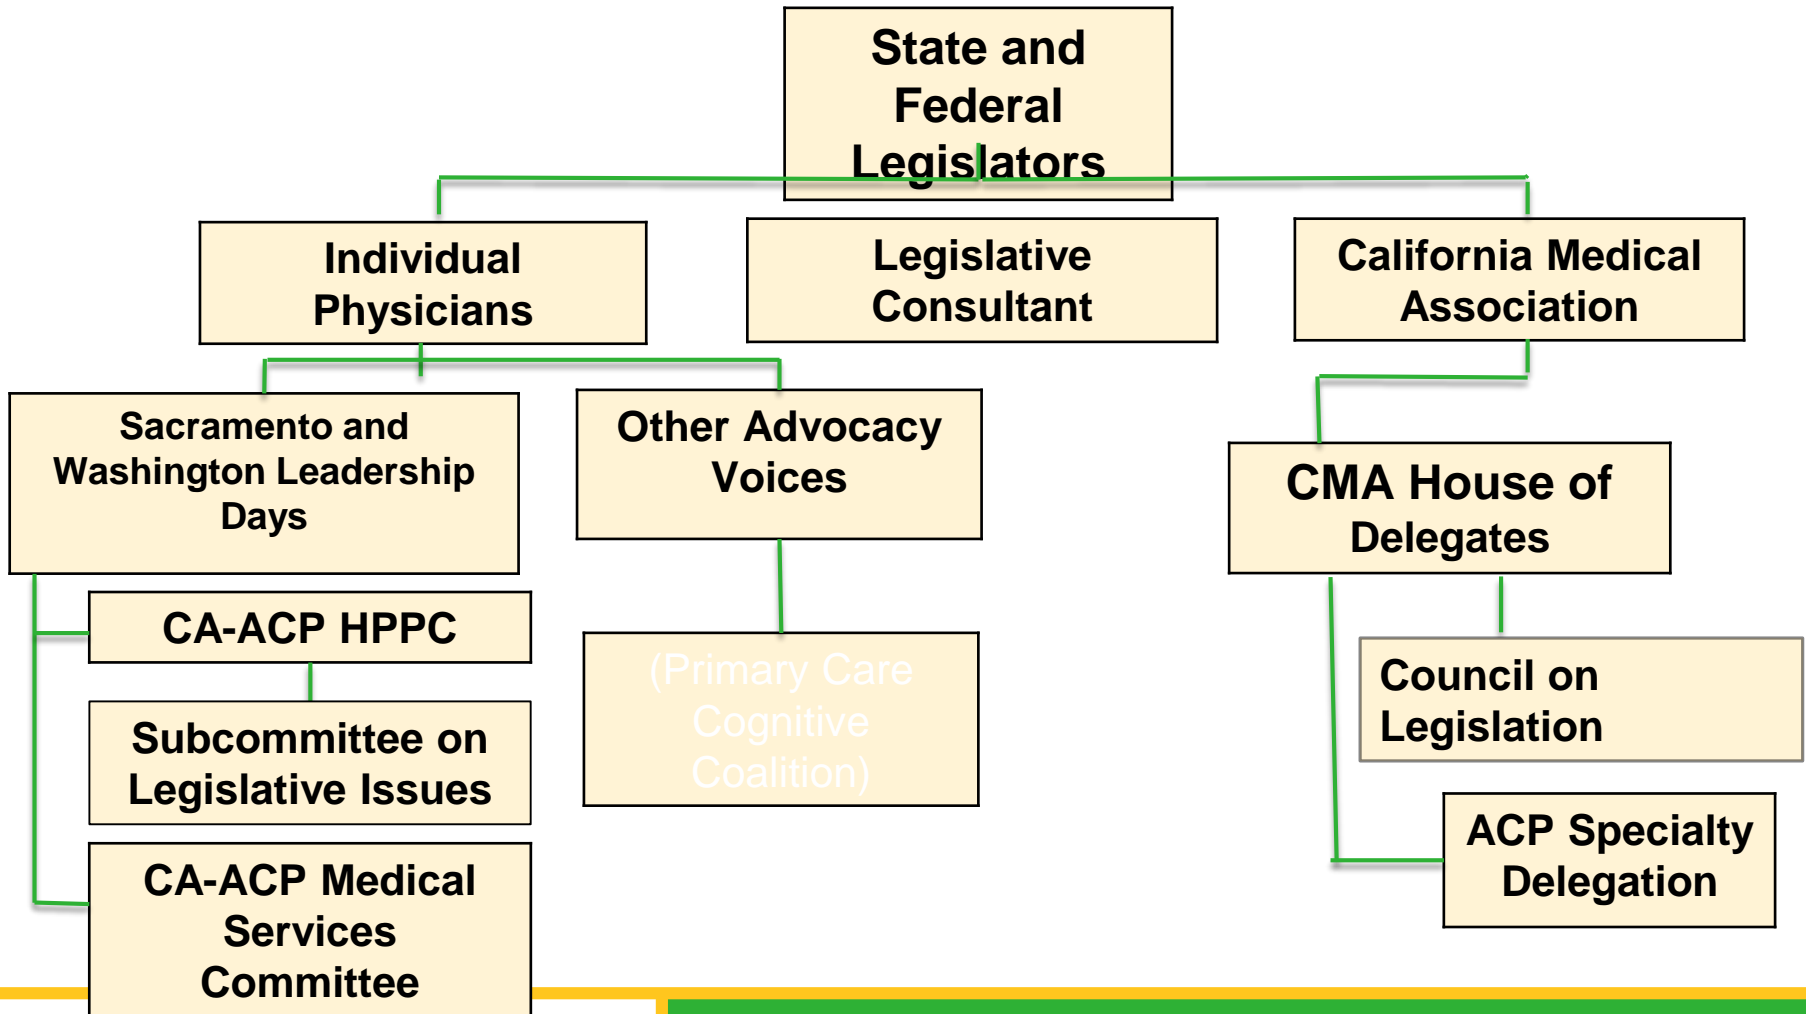 State and
Federal
Legislators
Individual
Physicians
Legislative
Consultant
California Medical
Association
Sacramento and
Washington Leadership
Days
Other Advocacy
Voices
CMA House of
Delegates
CA-ACP HPPC
(Primary Care
Cognitive
Coalition)
Council on
Legislation
Subcommittee on
Legislative Issues
ACP Specialty
Delegation
CA-ACP Medical
Services
Committee